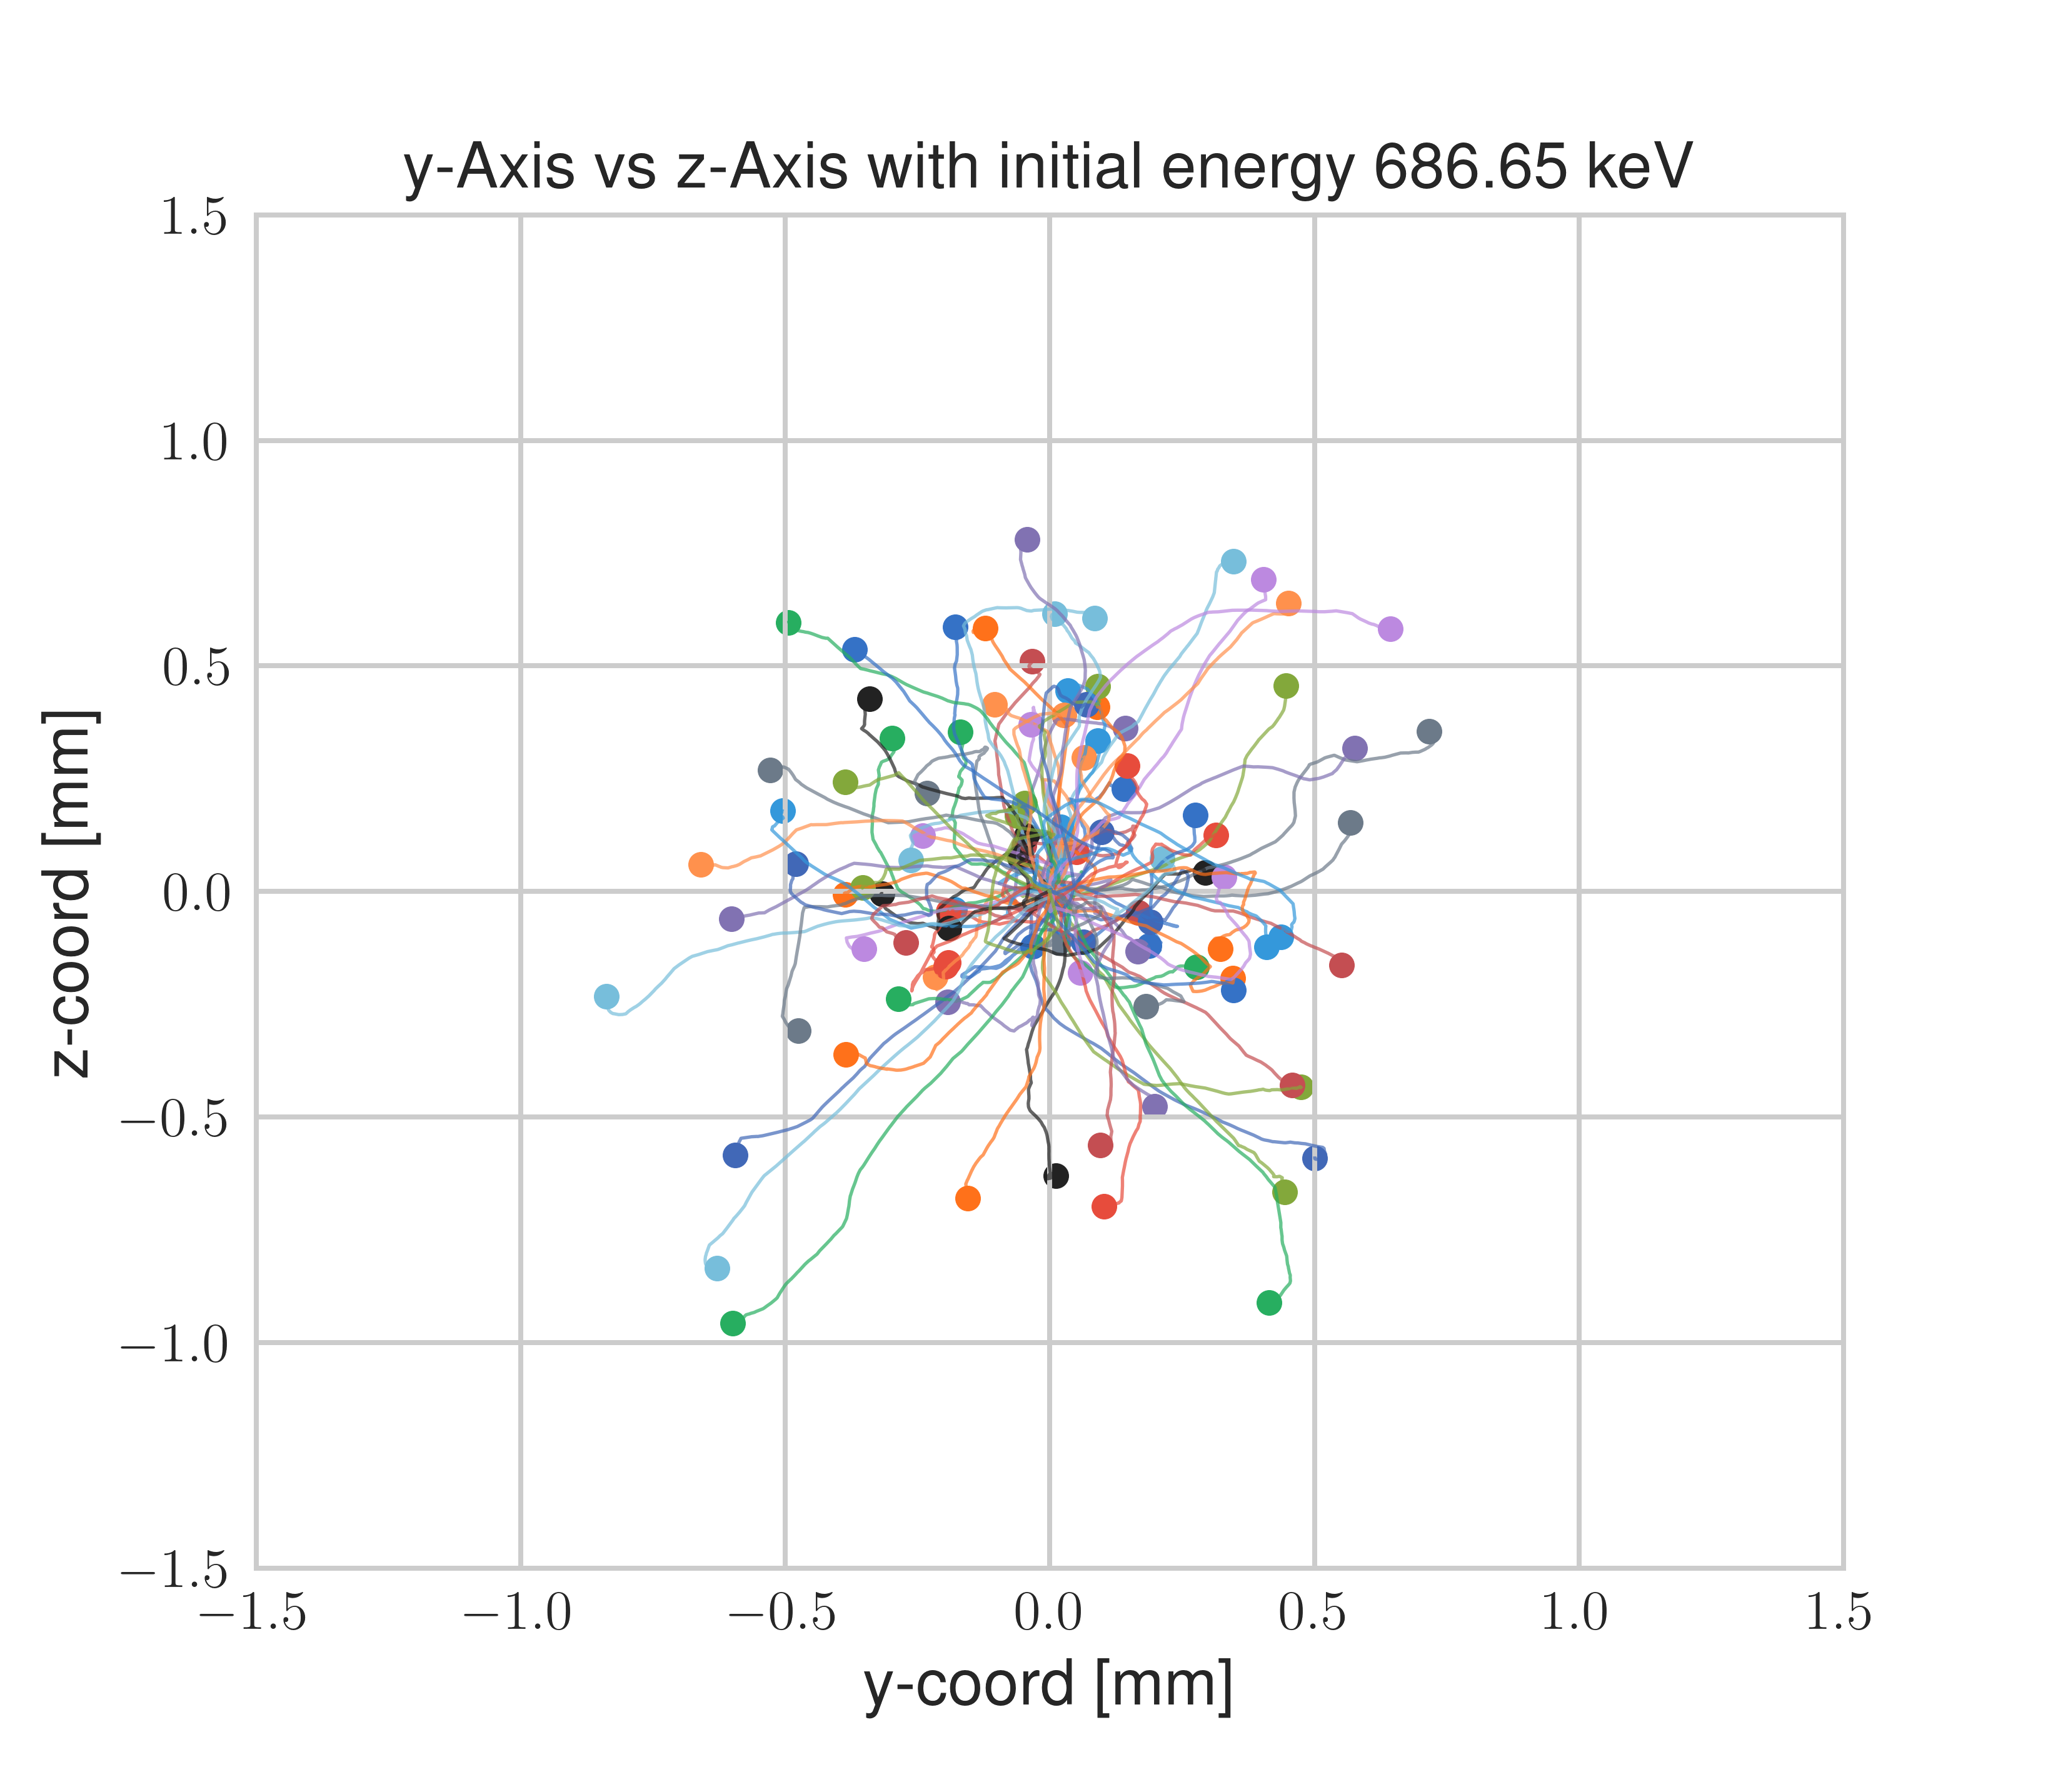 y-Axis vs z-Axis with initial energy 686.65 keV
1.5
1.0
0.5
0.0
−0.5
−1.0
−1.5
z-coord [mm]
−1.5 −1.0 −0.5 0.0 0.5 1.0 1.5
y-coord [mm]